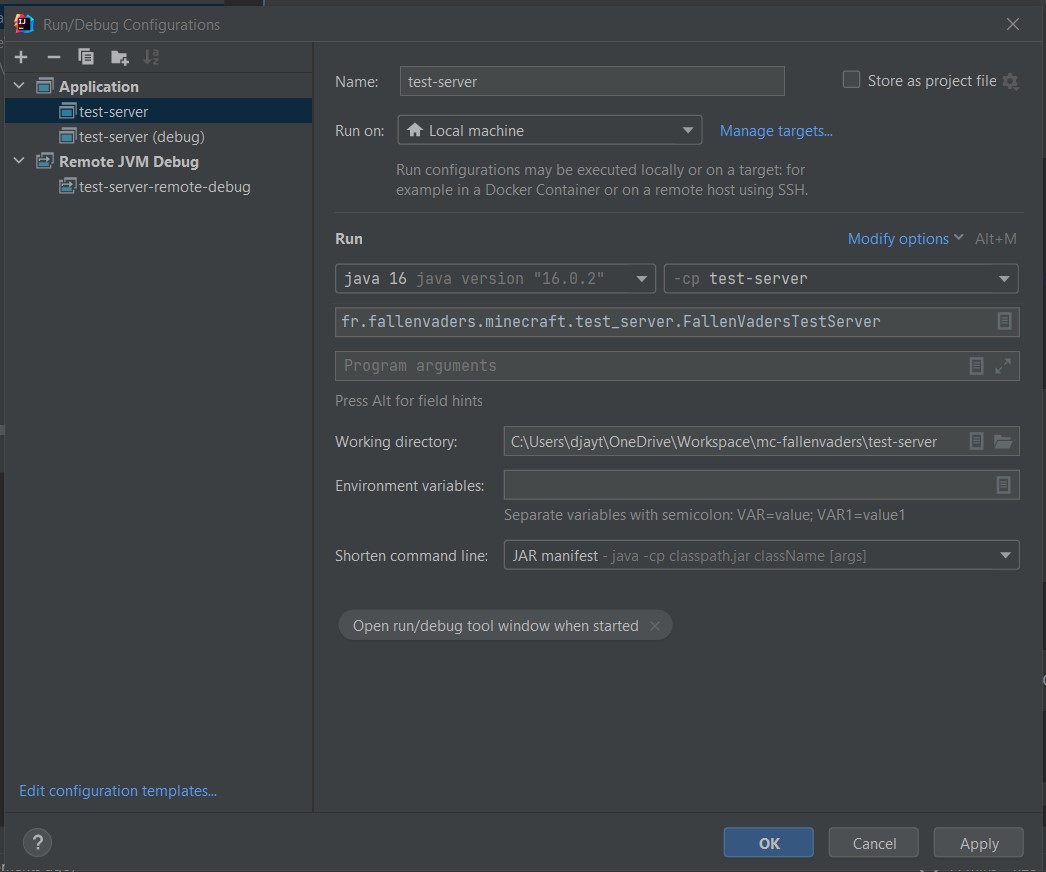 Run/Debug Configurations
Application
test-server
test-server (debug)
Remote JVM Debug
test-server-remote-debug
Edit configuration templates...
Name: test-server
Store as project file
Run on: Local machine
Manage targets...
Run configurations may be executed locally or on a target: for
example in a Docker Container or on a remote host using SSH.
Run
Modify options Alt+M
java 16 java version "16.0.2"
-cp test-server
fr.fallenvaders.minecraft.test_server.FallenVadersTestServer
Program arguments
Press Alt for field hints
Working directory: C:\Users\djayt\OneDrive\Workspace\mc-fallenvaders\test-server
Environment variables:
Separate variables with semicolon: VAR=value; VAR1=value1
Shorten command line: JAR manifest - java -cp classpath.jar className [args]
Open run/debug tool window when started
?
OK
Cancel
Apply